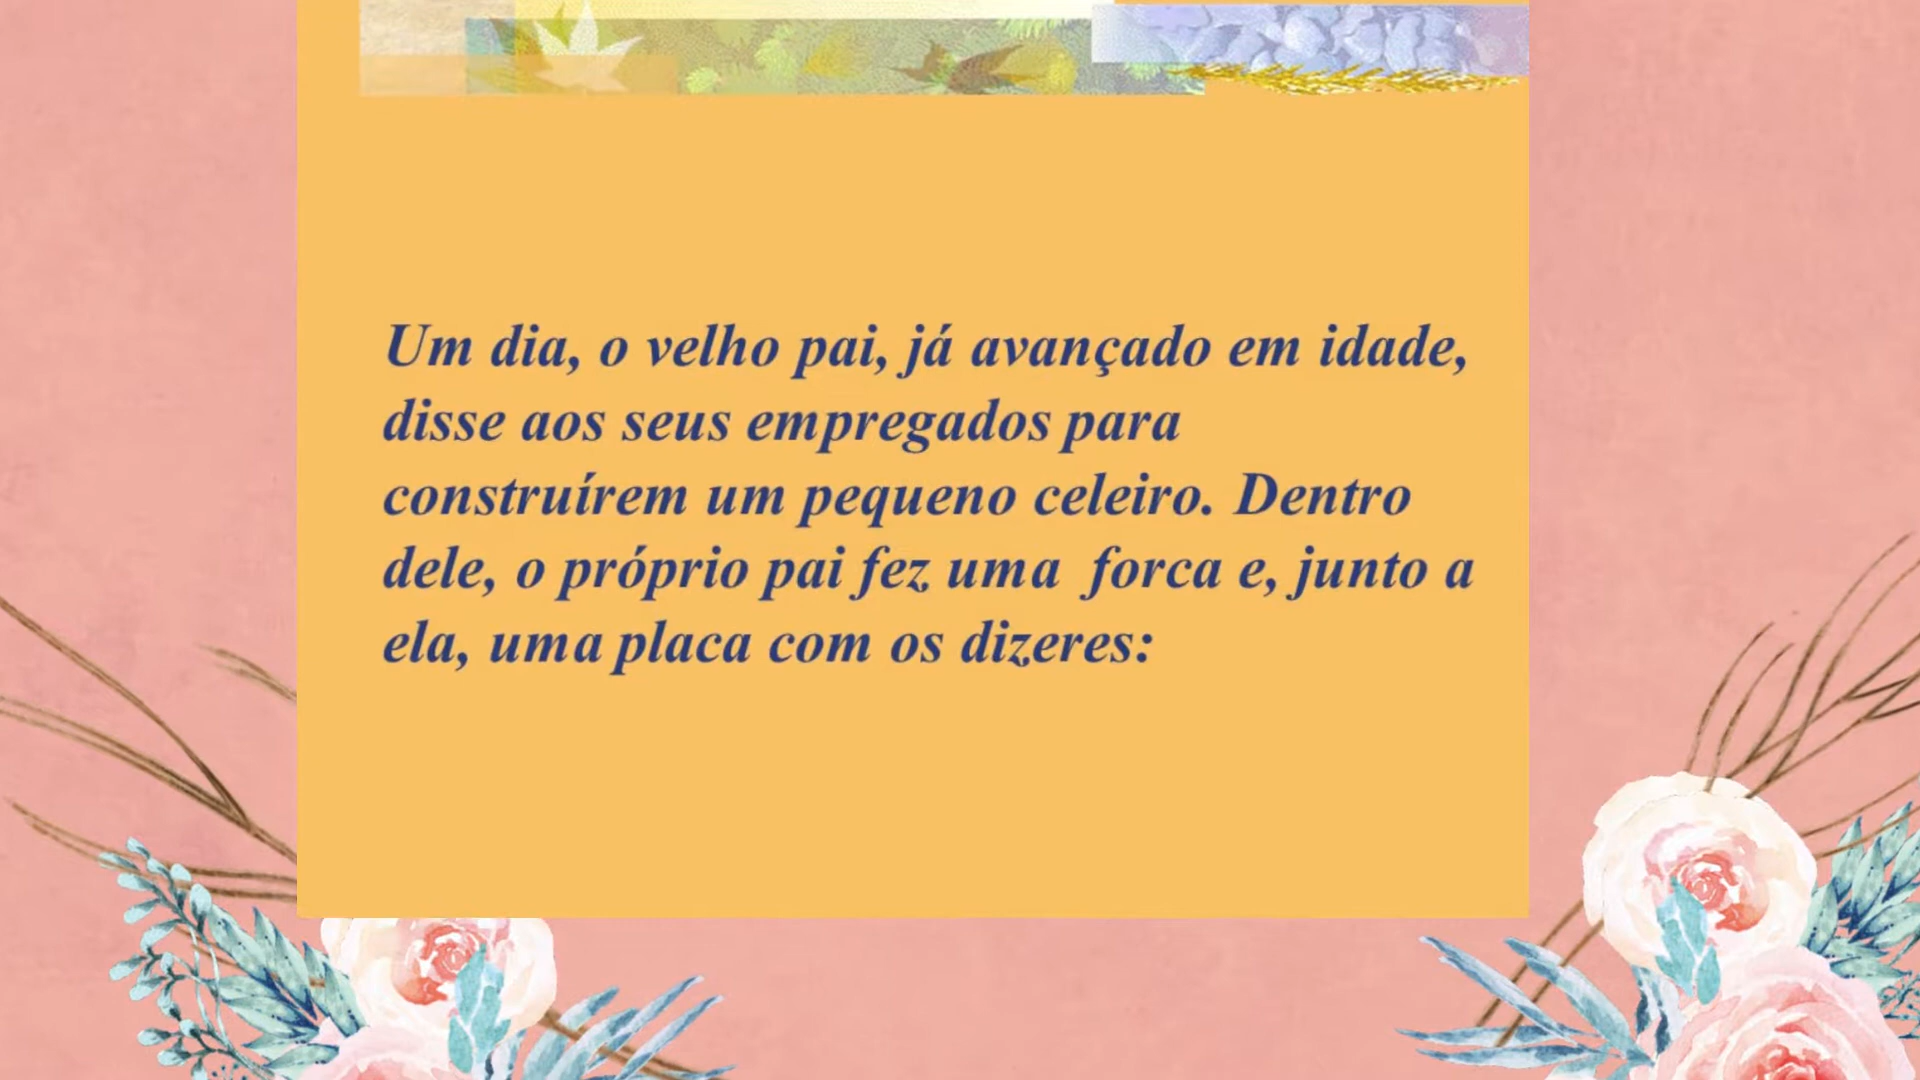 Um dia, o velho pai, já avançado em idade,
disse aos seus empregados para
construírem um pequeno celeiro. Dentro
dele, o próprio pai fez uma forca e, junto a
ela, uma placa com os dizeres: